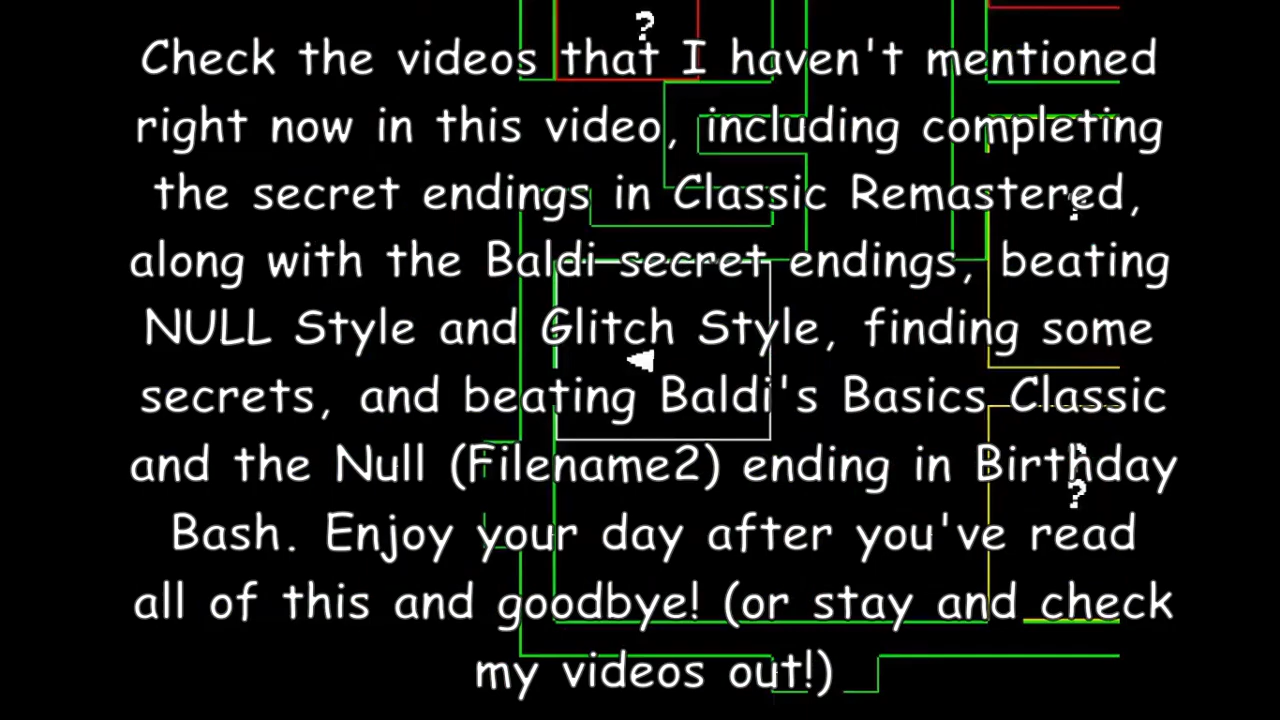 ?
Check the videos that I haven't mentioned
right now in this video, including completing
the secret endings in Classic Remastered,
along with the Baldi secret endings, beating
NULL Style and Glitch Style, finding some
secrets, and beating Baldi's Basics Classic
and the Null (Filename2) ending in Birthday
?
Bash. Enjoy your day after you've read
all of this and goodbye! (or stay and check
my videos out!)